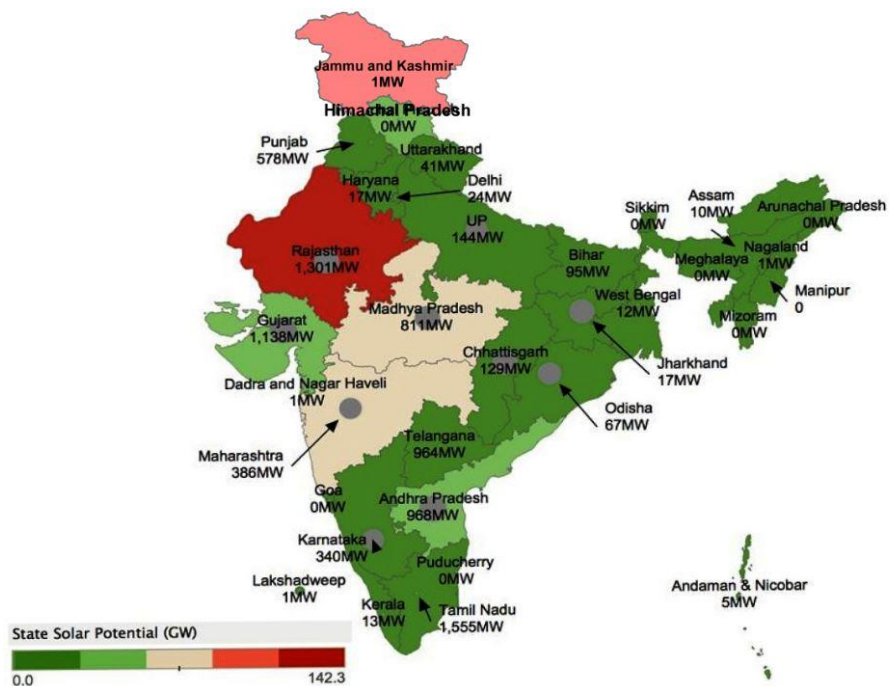 Jammu and Kashmir
1MW
Himachal Pradesh
0MW
Punjab
578MW
Uttarakhand
41MW
Haryana
17MW
Delhi
24MW
UP
144MW
Sikkim
0MW
Assam
10MW
Arunachal Pradesh
0MW
Rajasthan
1,301MW
Bihar
95MW
Meghalaya
0MW
Nagaland
1MW
Manipur
0
Gujarat
1,138MW
Madhya Pradesh
811MW
West Bengal
12MW
Mizoram
0MW
Chhattisgarh
129MW
Jharkhand
17MW
Dadra and Nagar Haveli
1MW
Odisha
67MW
Maharashtra
386MW
Telangana
964MW
Goa
0MW
Andhra Pradesh
968MW
Karnataka
340MW
Puducherry
0MW
Lakshadweep
1MW
Kerala
13MW
Tamil Nadu
1,555MW
Andaman & Nicobar
5MW
State Solar Potential (GW)
0.0
142.3